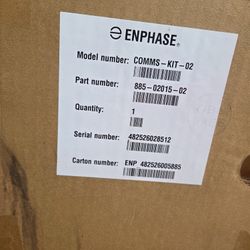 ENPHASE®
Model number: COMMS-KIT-02
Part number: 885-02015-02
Quantity: 1
Serial number: 482526028512
Carton number: ENP 482526005885